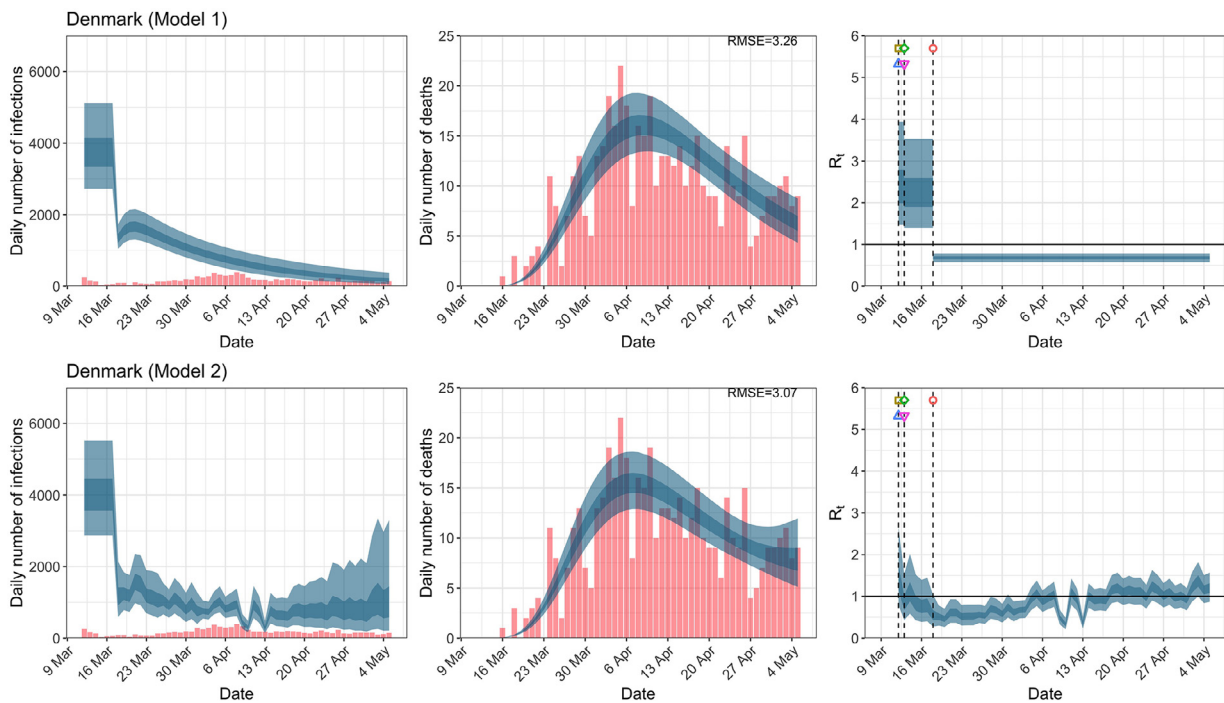 Denmark (Model 1)
Daily number of infections
6000
4000
2000
0
9 Mar
16 Mar
23 Mar
30 Mar
6 Apr
13 Apr
20 Apr
27 Apr
4 May
Date
Daily number of deaths
25
20
15
10
5
0
RMSE=3.26
9 Mar
16 Mar
23 Mar
30 Mar
6 Apr
13 Apr
20 Apr
27 Apr
4 May
Date
Rt
6
5
4
3
2
1
0
9 Mar
16 Mar
23 Mar
30 Mar
6 Apr
13 Apr
20 Apr
27 Apr
4 May
Date
Denmark (Model 2)
Daily number of infections
6000
4000
2000
0
9 Mar
16 Mar
23 Mar
30 Mar
6 Apr
13 Apr
20 Apr
27 Apr
4 May
Date
Daily number of deaths
25
20
15
10
5
0
RMSE=3.07
9 Mar
16 Mar
23 Mar
30 Mar
6 Apr
13 Apr
20 Apr
27 Apr
4 May
Date
Rt
6
5
4
3
2
1
0
9 Mar
16 Mar
23 Mar
30 Mar
6 Apr
13 Apr
20 Apr
27 Apr
4 May
Date